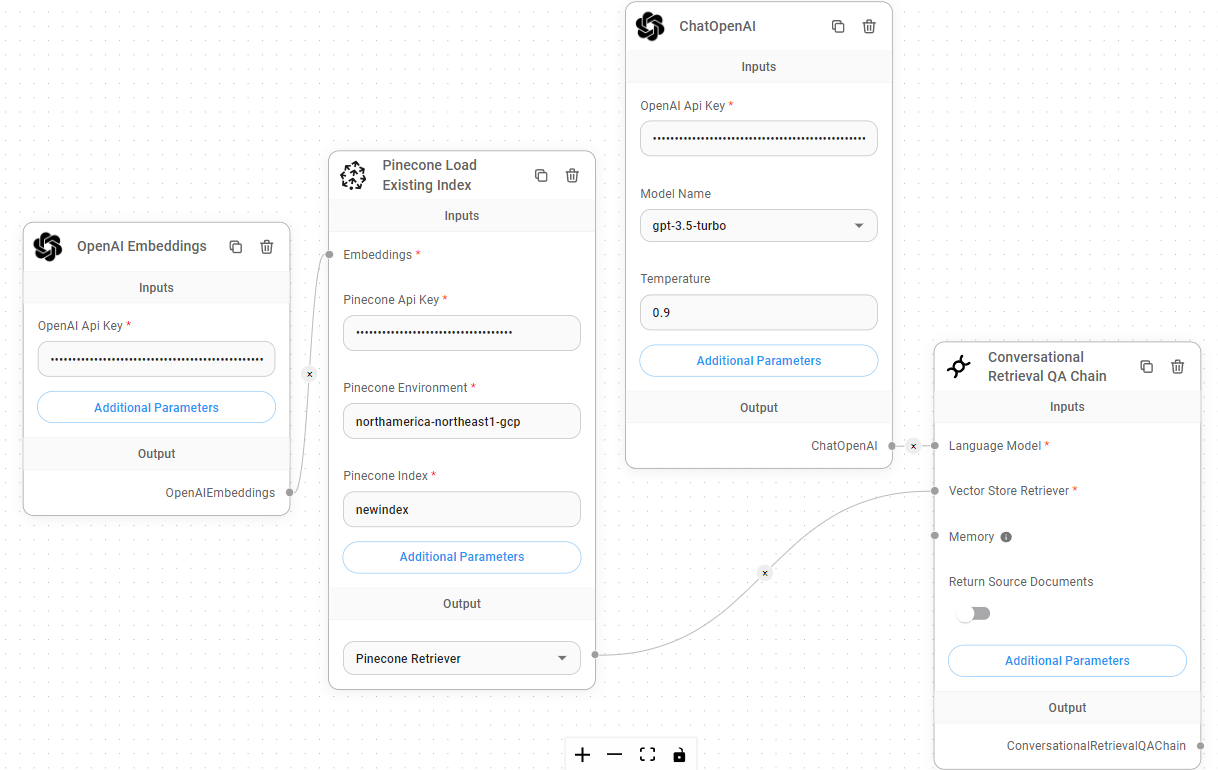 OpenAI Embeddings
Inputs
OpenAI Api Key *
••••••••••••••••••••••••••••••••••••••••••••••••
Additional Parameters
Output
OpenAIEmbeddings
x
Pinecone Load
Existing Index
Inputs
Embeddings *
Pinecone Api Key *
••••••••••••••••••••••••••••••••••••
Pinecone Environment *
northamerica-northeast1-gcp
Pinecone Index *
newindex
Additional Parameters
Output
Pinecone Retriever
ChatOpenAI
Inputs
OpenAI Api Key *
••••••••••••••••••••••••••••••••••••••••••••••••
Model Name
gpt-3.5-turbo
Temperature
0.9
Additional Parameters
Output
ChatOpenAI
x
x
Conversational
Retrieval QA Chain
Inputs
Language Model *
Vector Store Retriever *
Memory
Return Source Documents
Additional Parameters
Output
ConversationalRetrievalQAChain